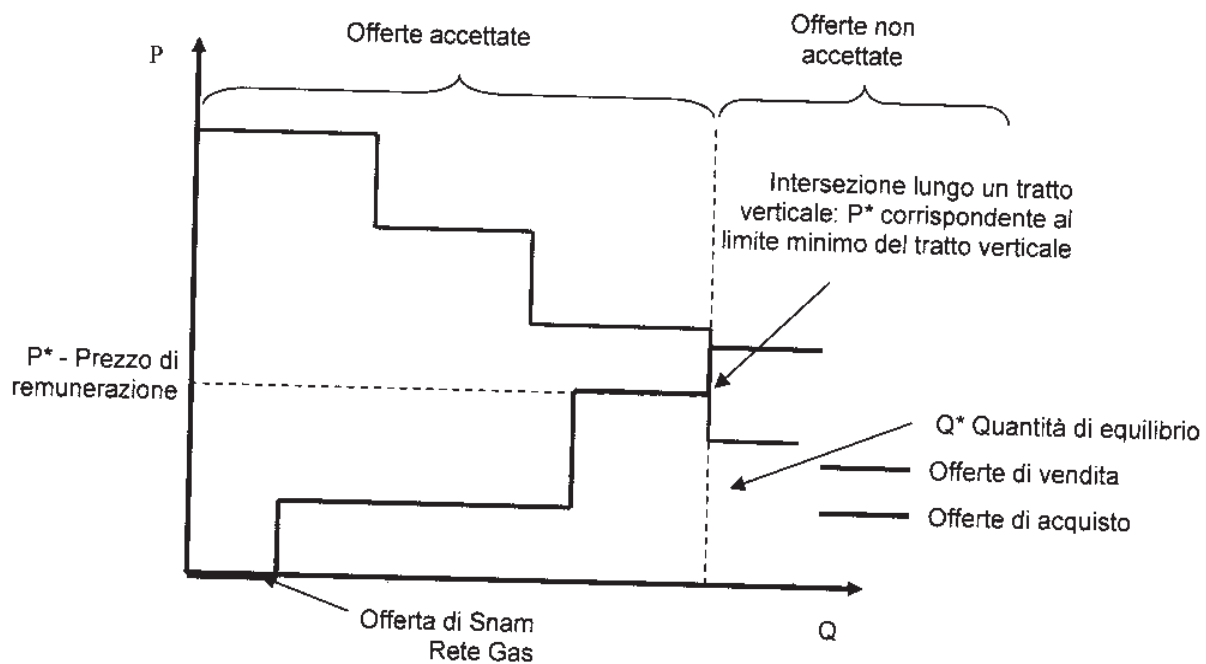 Offerte accettate
Offerte non
accettate
P
Intersezione lungo un tratto
verticale: P* corrispondente al
limite minimo del tratto verticale
P* - Prezzo di
remunerazione
Q* Quantità di equilibrio
Offerte di vendita
Offerte di acquisto
Offerta di Snam
Rete Gas
Q